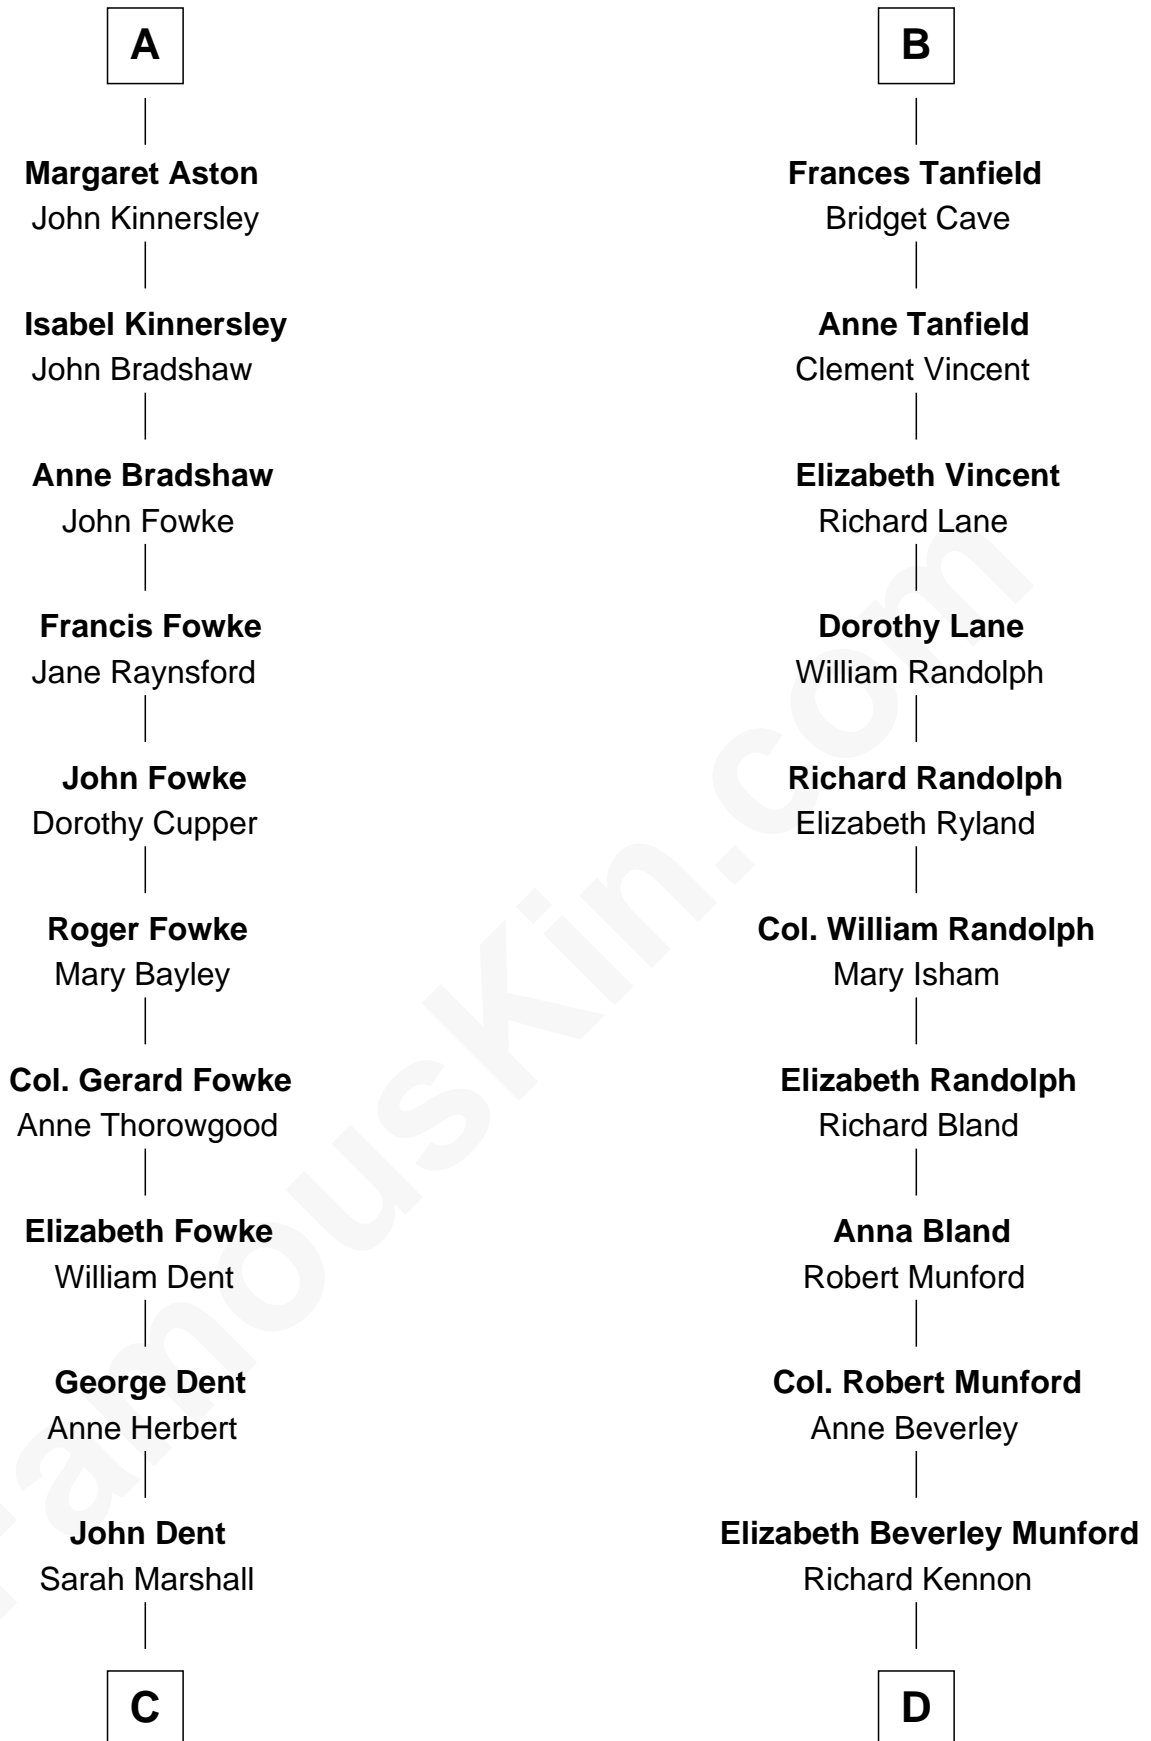 A
Margaret Aston
John Kinnersley
Isabel Kinnersley
John Bradshaw
Anne Bradshaw
John Fowke
Francis Fowke
Jane Raynsford
John Fowke
Dorothy Cupper
Roger Fowke
Mary Bayley
Col. Gerard Fowke
Anne Thorowgood
Elizabeth Fowke
William Dent
George Dent
Anne Herbert
John Dent
Sarah Marshall
C
B
Frances Tanfield
Bridget Cave
Anne Tanfield
Clement Vincent
Elizabeth Vincent
Richard Lane
Dorothy Lane
William Randolph
Richard Randolph
Elizabeth Ryland
Col. William Randolph
Mary Isham
Elizabeth Randolph
Richard Bland
Anna Bland
Robert Munford
Col. Robert Munford
Anne Beverley
Elizabeth Beverley Munford
Richard Kennon
D
FamousKin.com